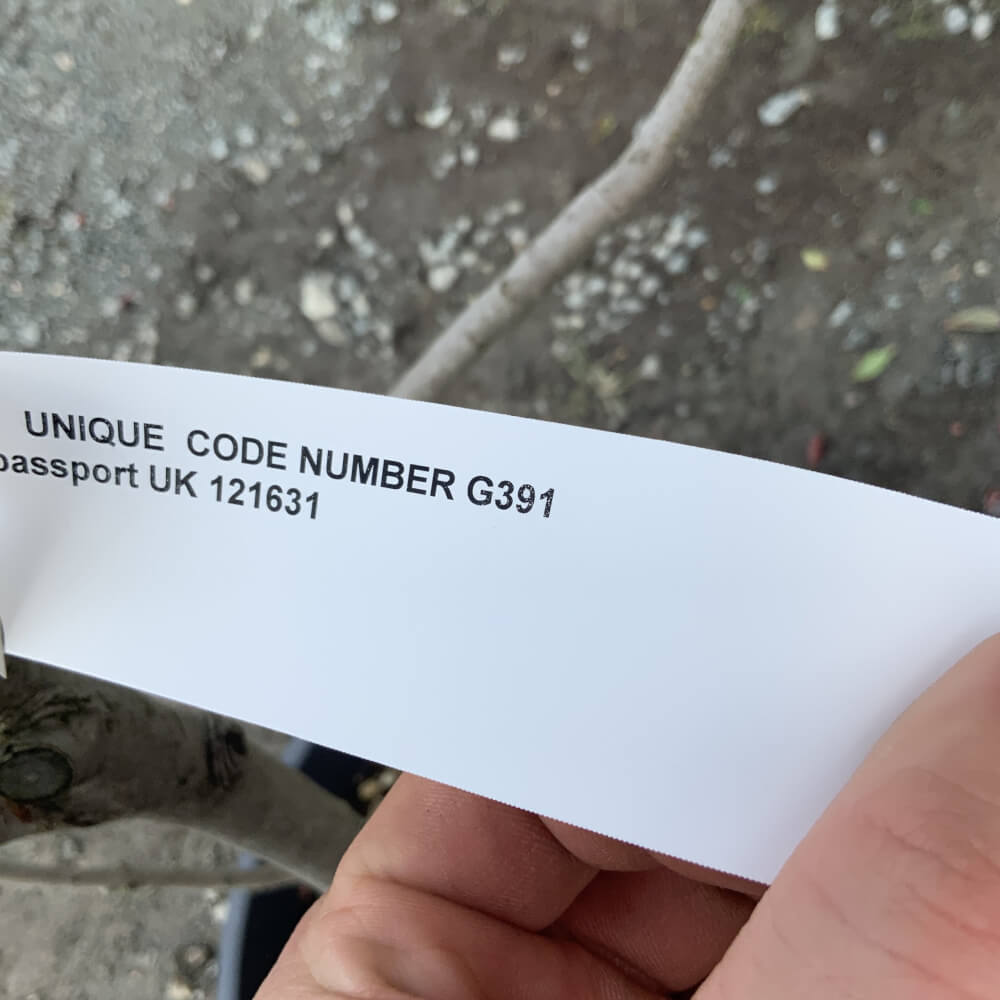 UNIQUE CODE NUMBER G391
passport UK 121631